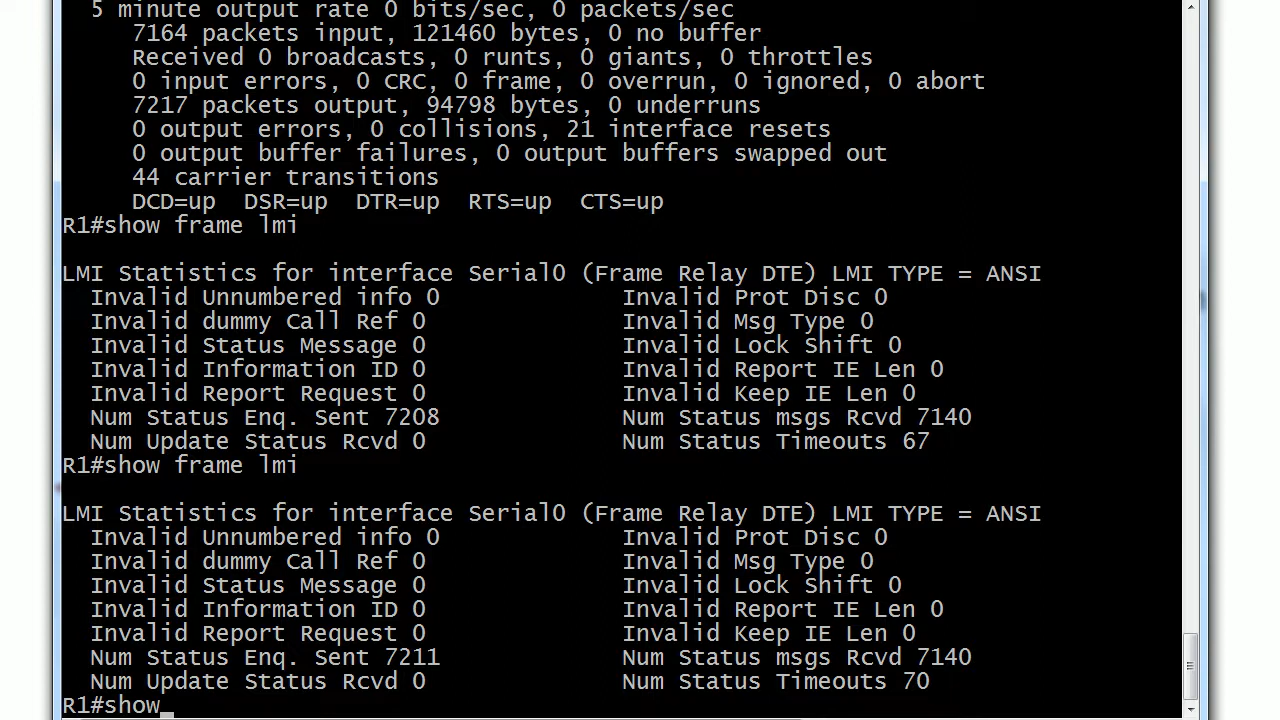 5 minute output rate 0 bits/sec, 0 packets/sec
7164 packets input, 121460 bytes, 0 no buffer
Received 0 broadcasts, 0 runts, 0 giants, 0 throttles
0 input errors, 0 CRC, 0 frame, 0 overrun, 0 ignored, 0 abort
7217 packets output, 94798 bytes, 0 underruns
0 output errors, 0 collisions, 21 interface resets
0 output buffer failures, 0 output buffers swapped out
44 carrier transitions
DCD=up  DSR=up  DTR=up  RTS=up  CTS=up
R1#show frame lmi
LMI Statistics for interface Serial0 (Frame Relay DTE) LMI TYPE = ANSI
Invalid Unnumbered info 0 Invalid Prot Disc 0
Invalid dummy Call Ref 0 Invalid Msg Type 0
Invalid Status Message 0 Invalid Lock Shift 0
Invalid Information ID 0 Invalid Report IE Len 0
Invalid Report Request 0 Invalid Keep IE Len 0
Num Status Enq. Sent 7208 Num Status msgs Rcvd 7140
Num Update Status Rcvd 0 Num Status Timeouts 67
R1#show frame lmi
LMI Statistics for interface Serial0 (Frame Relay DTE) LMI TYPE = ANSI
Invalid Unnumbered info 0 Invalid Prot Disc 0
Invalid dummy Call Ref 0 Invalid Msg Type 0
Invalid Status Message 0 Invalid Lock Shift 0
Invalid Information ID 0 Invalid Report IE Len 0
Invalid Report Request 0 Invalid Keep IE Len 0
Num Status Enq. Sent 7211 Num Status msgs Rcvd 7140
Num Update Status Rcvd 0 Num Status Timeouts 70
R1#show_